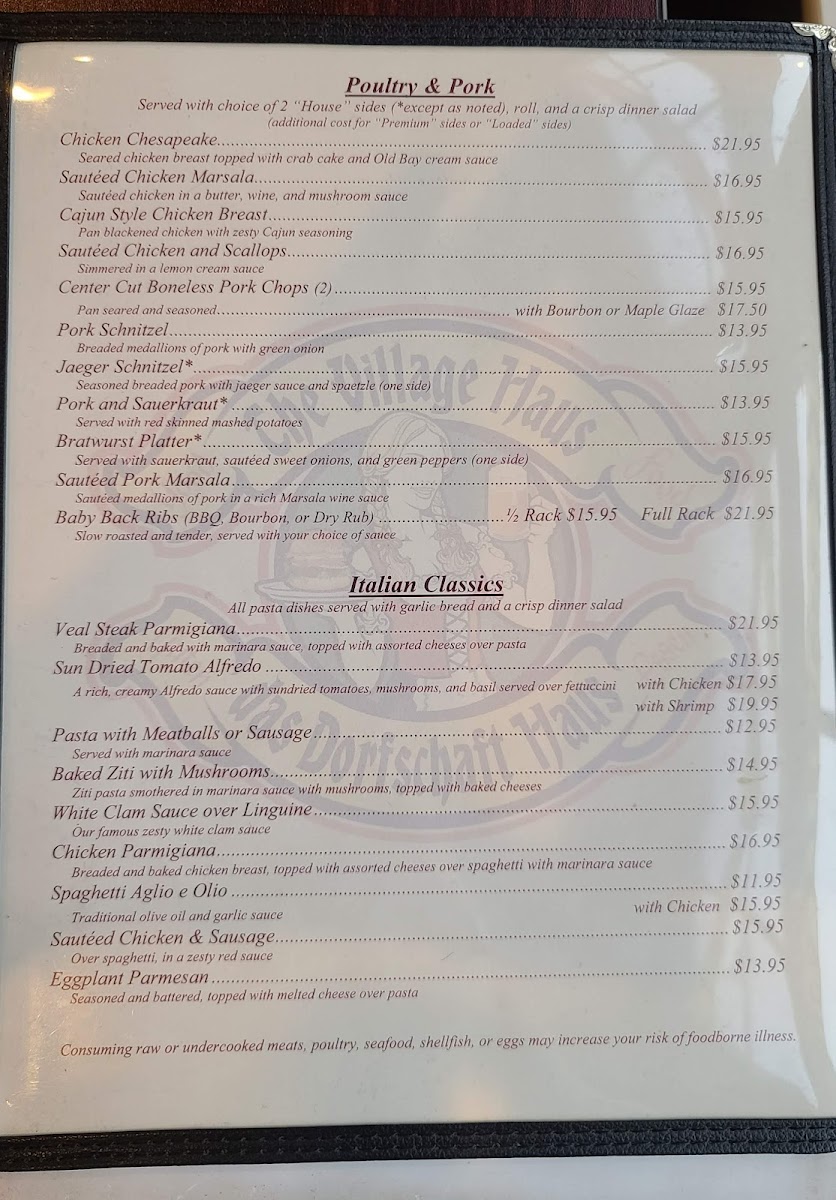 Poultry & Pork
Served with choice of 2 "House" sides (*except as noted), roll, and a crisp dinner salad
(additional cost for "Premium" sides or "Loaded" sides)
Chicken Chesapeake.......... $21.95
Seared chicken breast topped with crab cake and Old Bay cream sauce
Sautéed Chicken Marsala.......... $16.95
Sautéed chicken in a butter, wine, and mushroom sauce
Cajun Style Chicken Breast.......... $15.95
Pan blackened chicken with zesty Cajun seasoning
Sautéed Chicken and Scallops.......... $16.95
Simmered in a lemon cream sauce
Center Cut Boneless Pork Chops (2).......... $15.95
Pan seared and seasoned.......... with Bourbon or Maple Glaze $17.50
Pork Schnitzel.......... $13.95
Breaded medallions of pork with green onion
Jaeger Schnitzel*.......... $15.95
Seasoned breaded pork with jaeger sauce and spaetzle (one side)
Pork and Sauerkraut*.......... $13.95
Served with red skinned mashed potatoes
Bratwurst Platter*.......... $15.95
Served with sauerkraut, sautéed sweet onions, and green peppers (one side)
Sautéed Pork Marsala.......... $16.95
Sautéed medallions of pork in a rich Marsala wine sauce
Baby Back Ribs (BBQ, Bourbon, or Dry Rub) .......... ½ Rack $15.95 Full Rack $21.95
Slow roasted and tender, served with your choice of sauce
The Village Haus
Italian Classics
All pasta dishes served with garlic bread and a crisp dinner salad
Veal Steak Parmigiana.......... $21.95
Breaded and baked with marinara sauce, topped with assorted cheeses over pasta
Sun Dried Tomato Alfredo .......... $13.95
A rich, creamy Alfredo sauce with sundried tomatoes, mushrooms, and basil served over fettuccini with Chicken $17.95
with Shrimp $19.95
Pasta with Meatballs or Sausage.......... $12.95
Served with marinara sauce
Baked Ziti with Mushrooms.......... $14.95
Ziti pasta smothered in marinara sauce with mushrooms, topped with baked cheeses
White Clam Sauce over Linguine.......... $15.95
Our famous zesty white clam sauce
Chicken Parmigiana.......... $16.95
Breaded and baked chicken breast, topped with assorted cheeses over spaghetti with marinara sauce
Spaghetti Aglio e Olio .......... $11.95
Traditional olive oil and garlic sauce with Chicken $15.95
Sautéed Chicken & Sausage.......... $15.95
Over spaghetti, in a zesty red sauce
Eggplant Parmesan.......... $13.95
Seasoned and battered, topped with melted cheese over pasta
Das Dorfschaft Haus
Consuming raw or undercooked meats, poultry, seafood, shellfish, or eggs may increase your risk of foodborne illness.